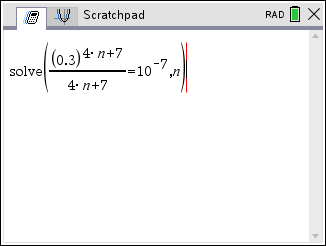 Scratchpad RAD
solve((0.3)^(4·n+7)/(4·n+7)=10^-7,n)